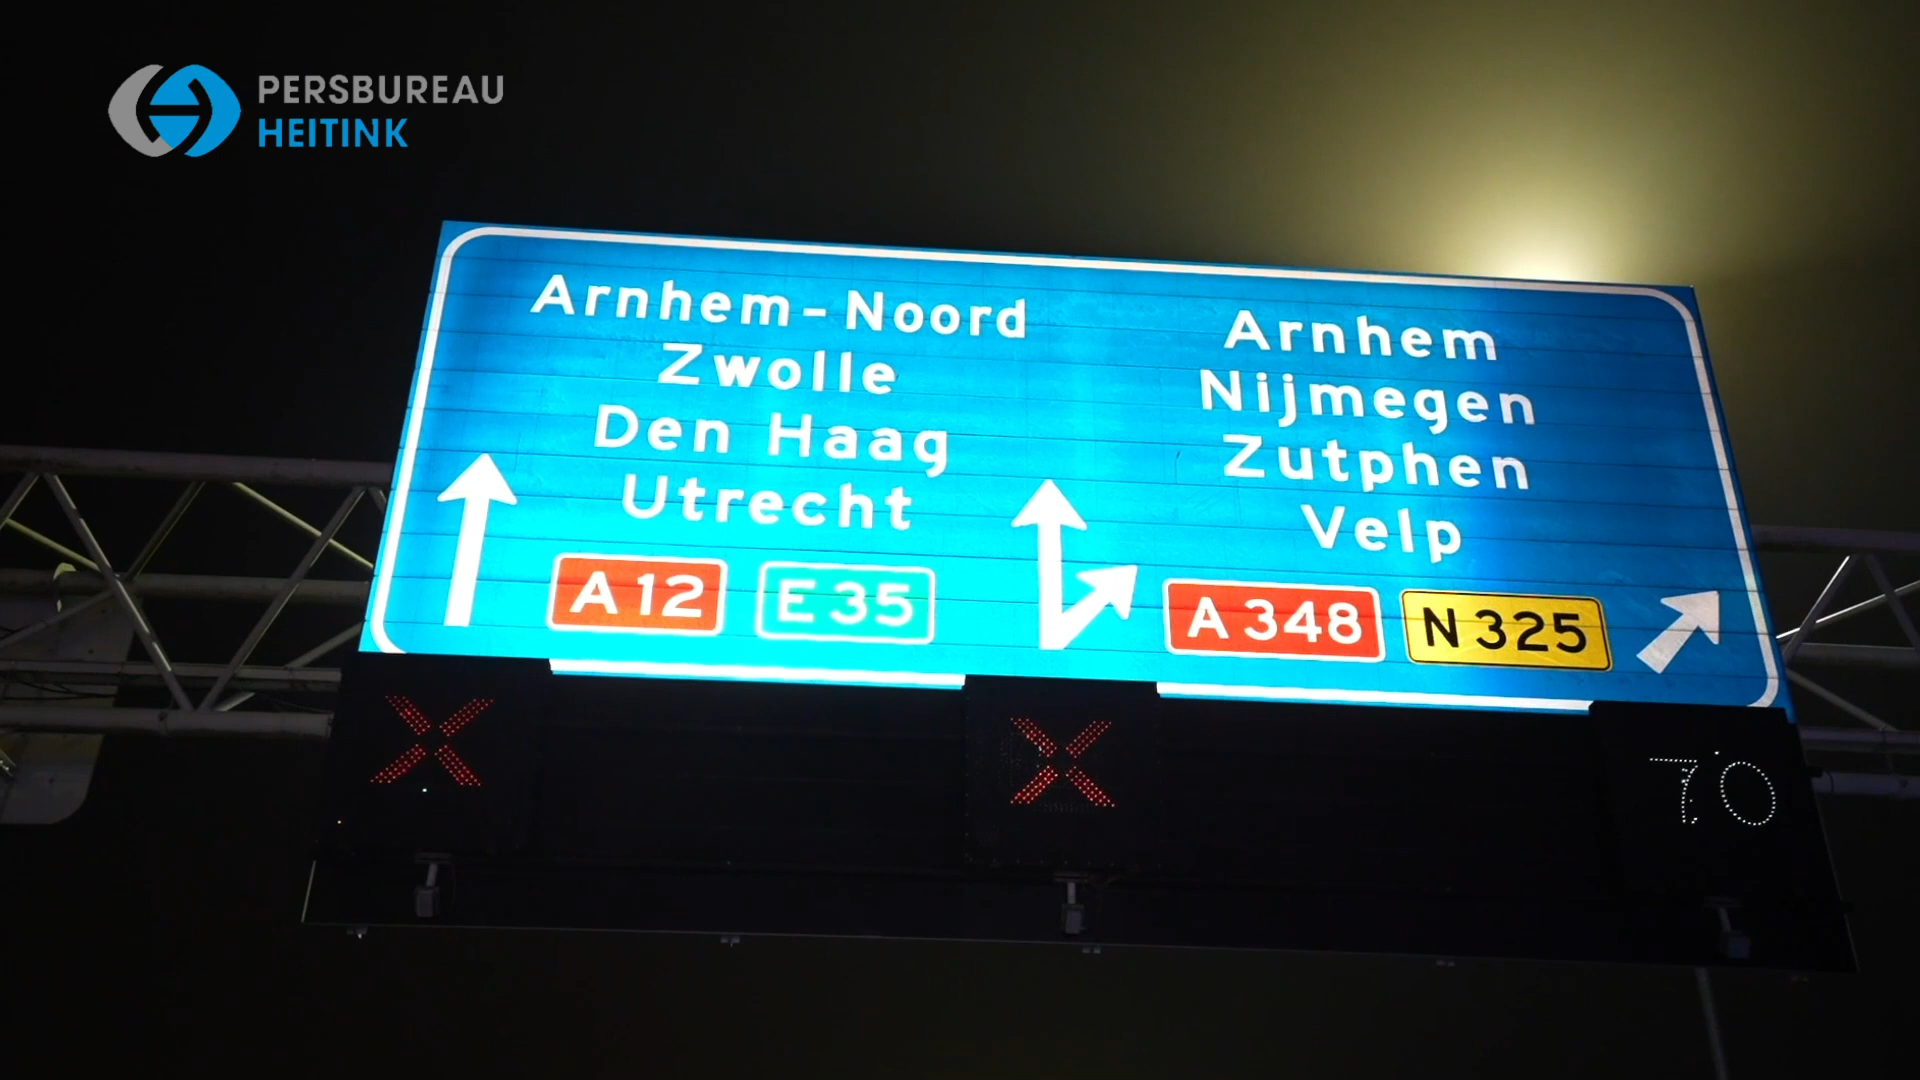 PERSBUREAU
HEITINK
Arnhem-Noord
Zwolle
Den Haag
Utrecht
A12 E35
Arnhem
Nijmegen
Zutphen
Velp
A348 N325
70